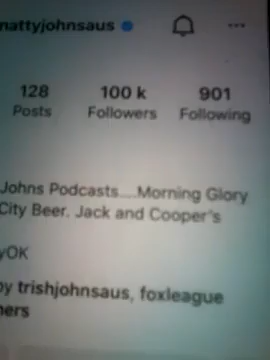 nattyjohnsaus
128 100 k 901
Posts Followers Following
Johns Podcasts....Morning Glory
City Beer. Jack and Cooper's
yOK
by trishjohnsaus, foxleague
ners